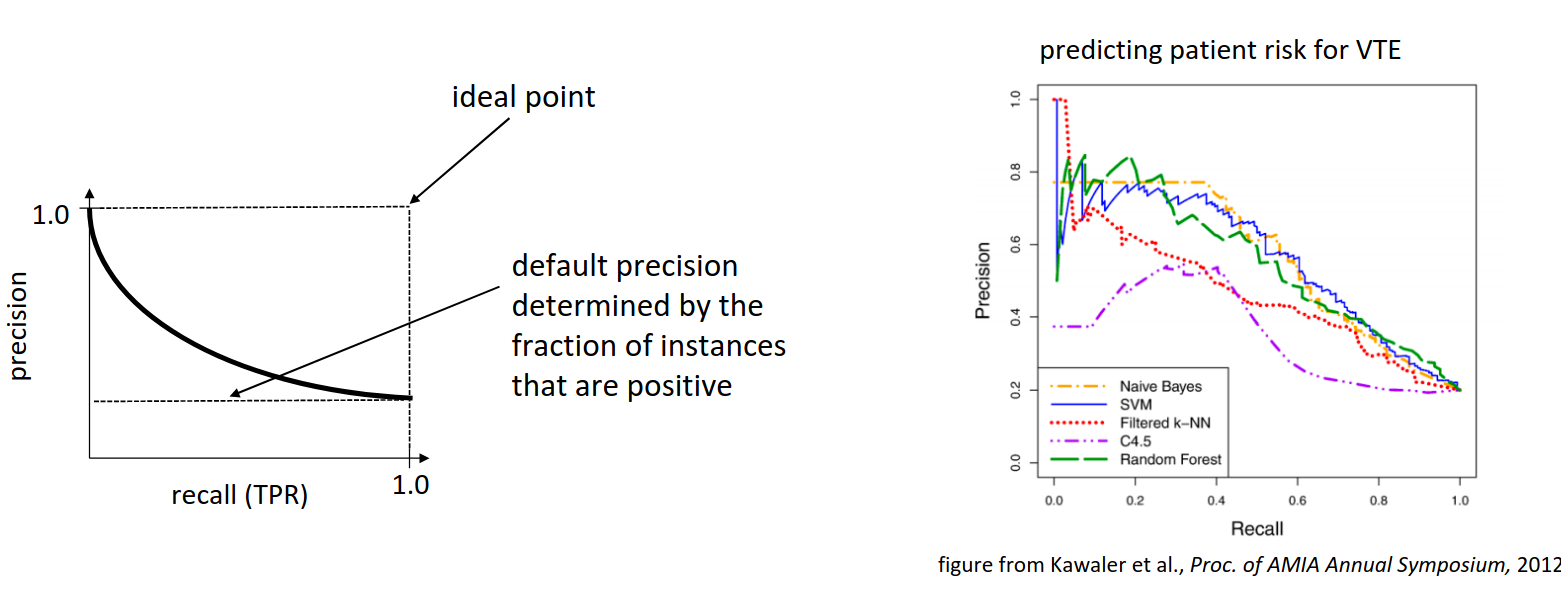 ideal point
1.0
precision
default precision
determined by the
fraction of instances
that are positive
recall (TPR)
1.0
predicting patient risk for VTE
Precision
1.0
0.8
0.6
0.4
0.2
0.0
Naive Bayes
SVM
Filtered k−NN
C4.5
Random Forest
0.0 0.2 0.4 0.6 0.8 1.0
Recall
figure from Kawaler et al., Proc. of AMIA Annual Symposium, 2012